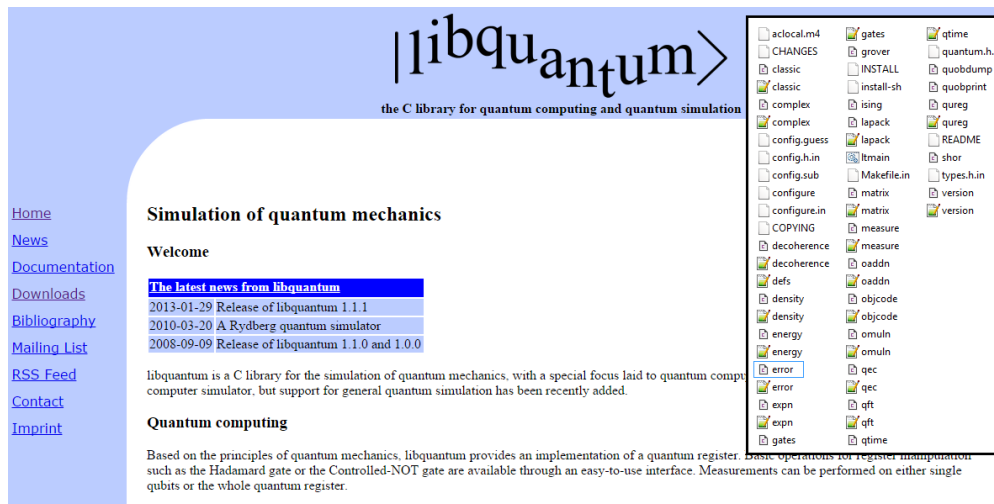 |libquantum>
the C library for quantum computing and quantum simulation
Home
News
Documentation
Downloads
Bibliography
Mailing List
RSS Feed
Contact
Imprint
Simulation of quantum mechanics
Welcome
The latest news from libquantum
2013-01-29 Release of libquantum 1.1.1
2010-03-20 A Rydberg quantum simulator
2008-09-09 Release of libquantum 1.1.0 and 1.0.0
libquantum is a C library for the simulation of quantum mechanics, with a special focus laid to quantum
computer simulator, but support for general quantum simulation has been recently added.
Quantum computing
Based on the principles of quantum mechanics, libquantum provides an implementation of a quantum register. Basic operations for register manipulation
such as the Hadamard gate or the Controlled-NOT gate are available through an easy-to-use interface. Measurements can be performed on either single
qubits or the whole quantum register.
aclocal.m4
CHANGES
classic
classic
complex
complex
config.guess
config.h.in
config.sub
configure
configure.in
COPYING
decoherence
decoherence
defs
density
density
energy
energy
error
error
expn
expn
gates
gates
grover
INSTALL
install-sh
ising
lapack
lapack
ltmain
Makefile.in
matrix
matrix
measure
measure
oaddn
oaddn
objcode
objcode
omuln
omuln
qec
qec
qft
qft
qtime
qtime
quantum.h.
quobdump
quobprint
qureg
qureg
README
shor
types.h.in
version
version